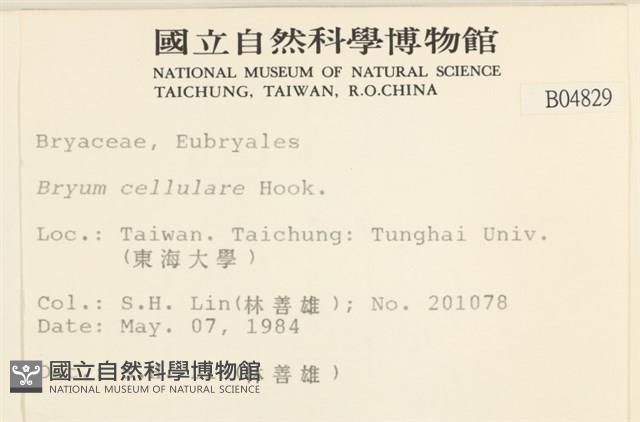 國立自然科學博物館
NATIONAL MUSEUM OF NATURAL SCIENCE
TAICHUNG, TAIWAN, R.O.CHINA
B04829
Bryaceae, Eubryales
Bryum cellulare Hook.
Loc.: Taiwan. Taichung: Tunghai Univ.
(東海大學)
Col.: S.H. Lin(林善雄); No. 201078
Date: May. 07, 1984
林善雄)
國立自然科學博物館
NATIONAL MUSEUM OF NATURAL SCIENCE